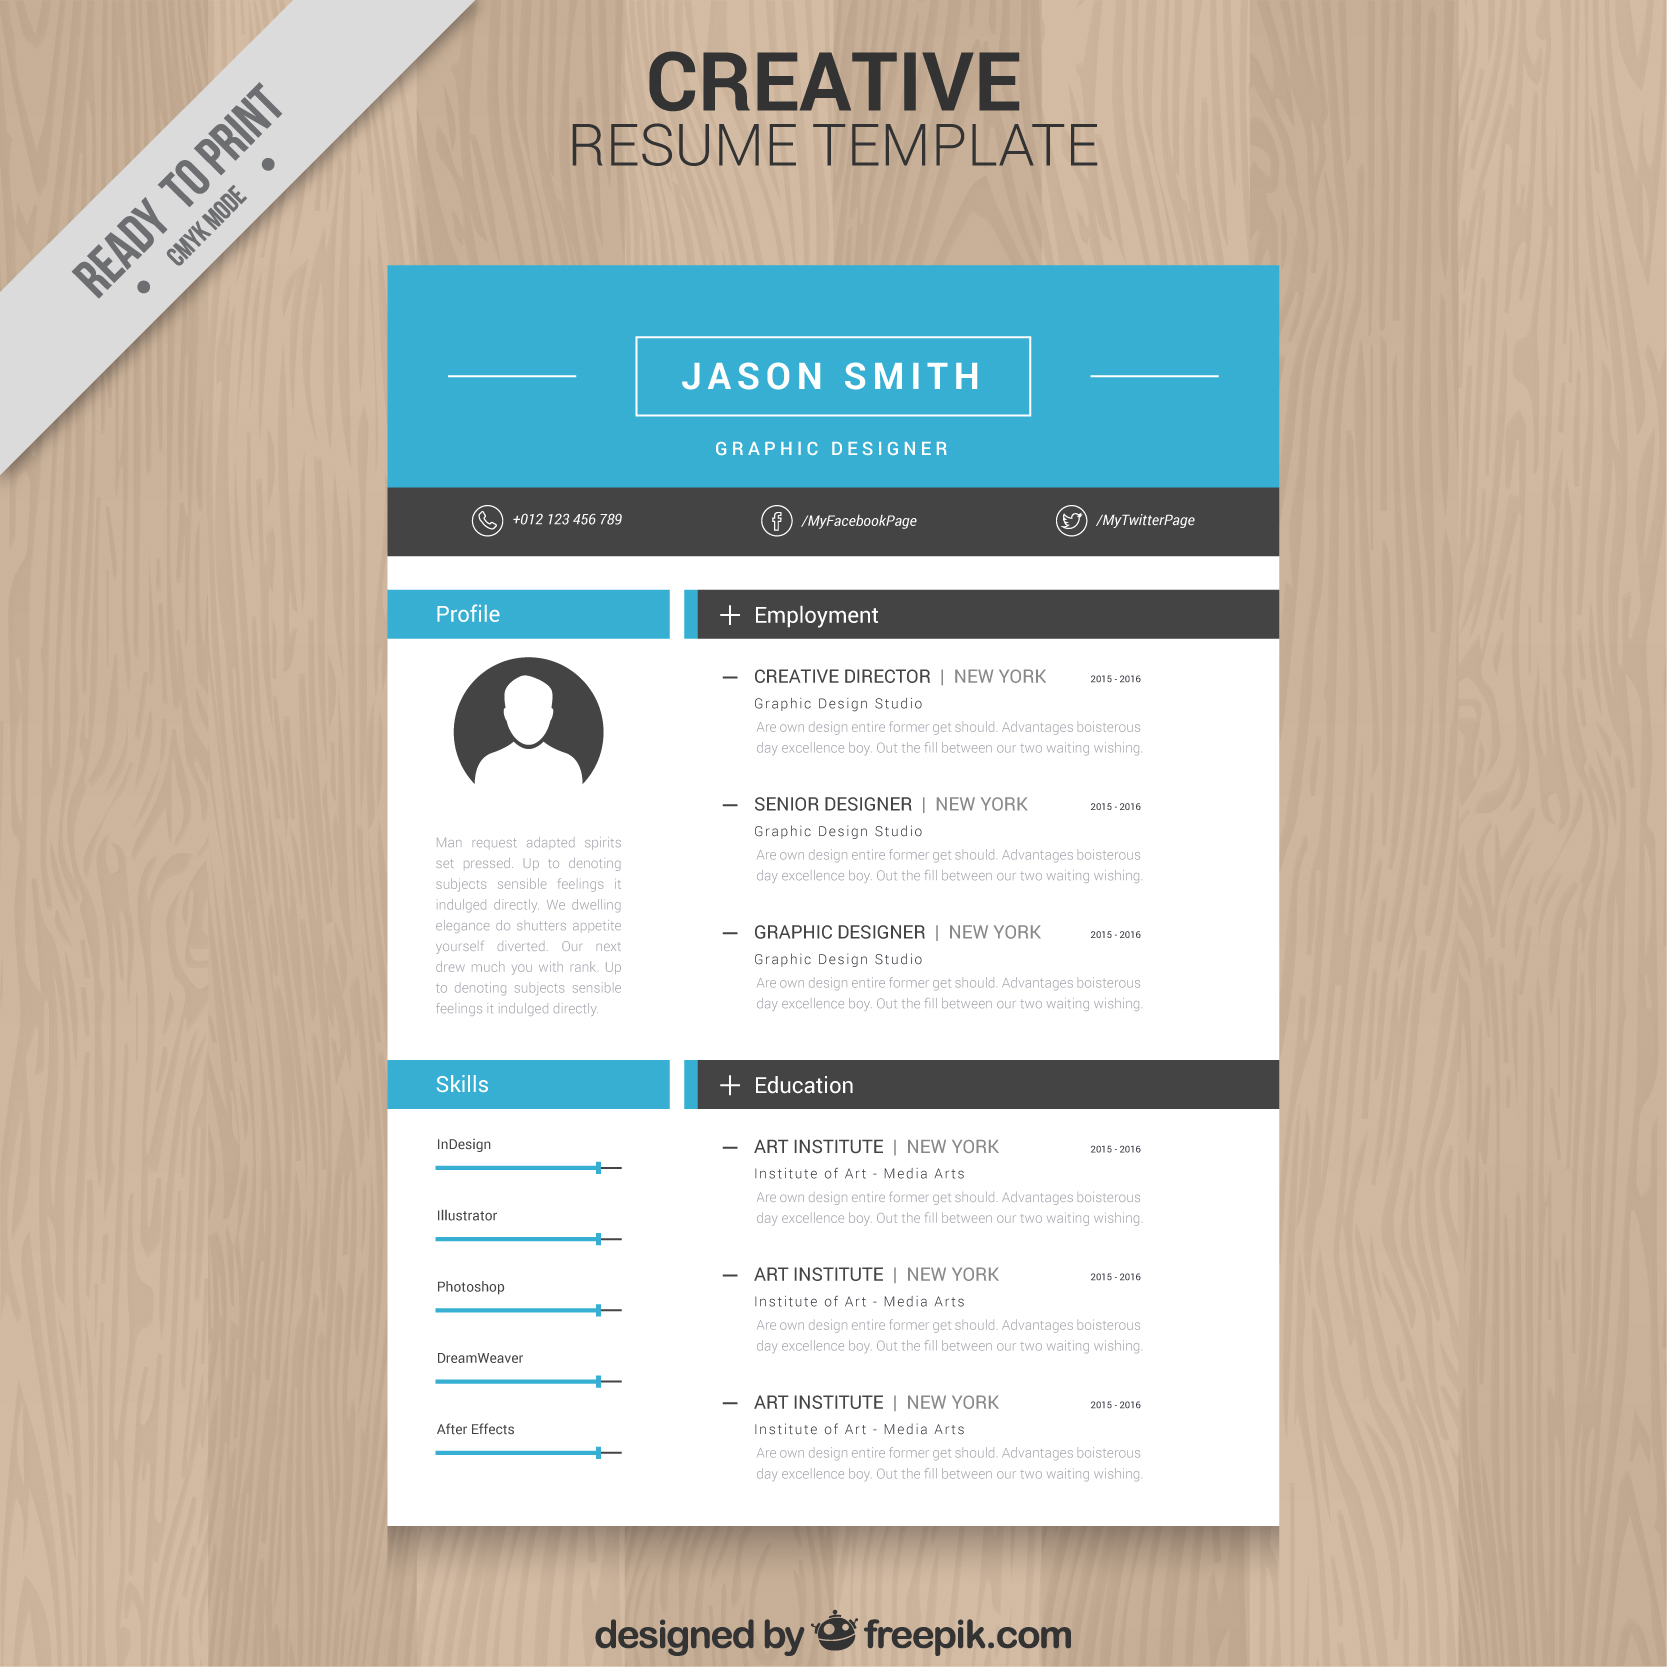 READY TO PRINT
CMYK MODE
CREATIVE
RESUME TEMPLATE
JASON SMITH
GRAPHIC DESIGNER
+012 123 456 789
/MyFacebookPage
/MyTwitterPage
Profile
Man request adapted spirits
set pressed. Up to denoting
subjects sensible feelings it
indulged directly. We dwelling
elegance do shutters appetite
yourself diverted. Our next
drew much you with rank. Up
to denoting subjects sensible
feelings it indulged directly.
Employment
CREATIVE DIRECTOR | NEW YORK 2015 - 2016
Graphic Design Studio
Are own design entire former get should. Advantages boisterous
day excellence boy. Out the fill between our two waiting wishing.
SENIOR DESIGNER | NEW YORK 2015 - 2016
Graphic Design Studio
Are own design entire former get should. Advantages boisterous
day excellence boy. Out the fill between our two waiting wishing.
GRAPHIC DESIGNER | NEW YORK 2015 - 2016
Graphic Design Studio
Are own design entire former get should. Advantages boisterous
day excellence boy. Out the fill between our two waiting wishing.
Skills
InDesign
Illustrator
Photoshop
DreamWeaver
After Effects
Education
ART INSTITUTE | NEW YORK 2015 - 2016
Institute of Art - Media Arts
Are own design entire former get should. Advantages boisterous
day excellence boy. Out the fill between our two waiting wishing.
ART INSTITUTE | NEW YORK 2015 - 2016
Institute of Art - Media Arts
Are own design entire former get should. Advantages boisterous
day excellence boy. Out the fill between our two waiting wishing.
ART INSTITUTE | NEW YORK 2015 - 2016
Institute of Art - Media Arts
Are own design entire former get should. Advantages boisterous
day excellence boy. Out the fill between our two waiting wishing.
designed by freepik.com